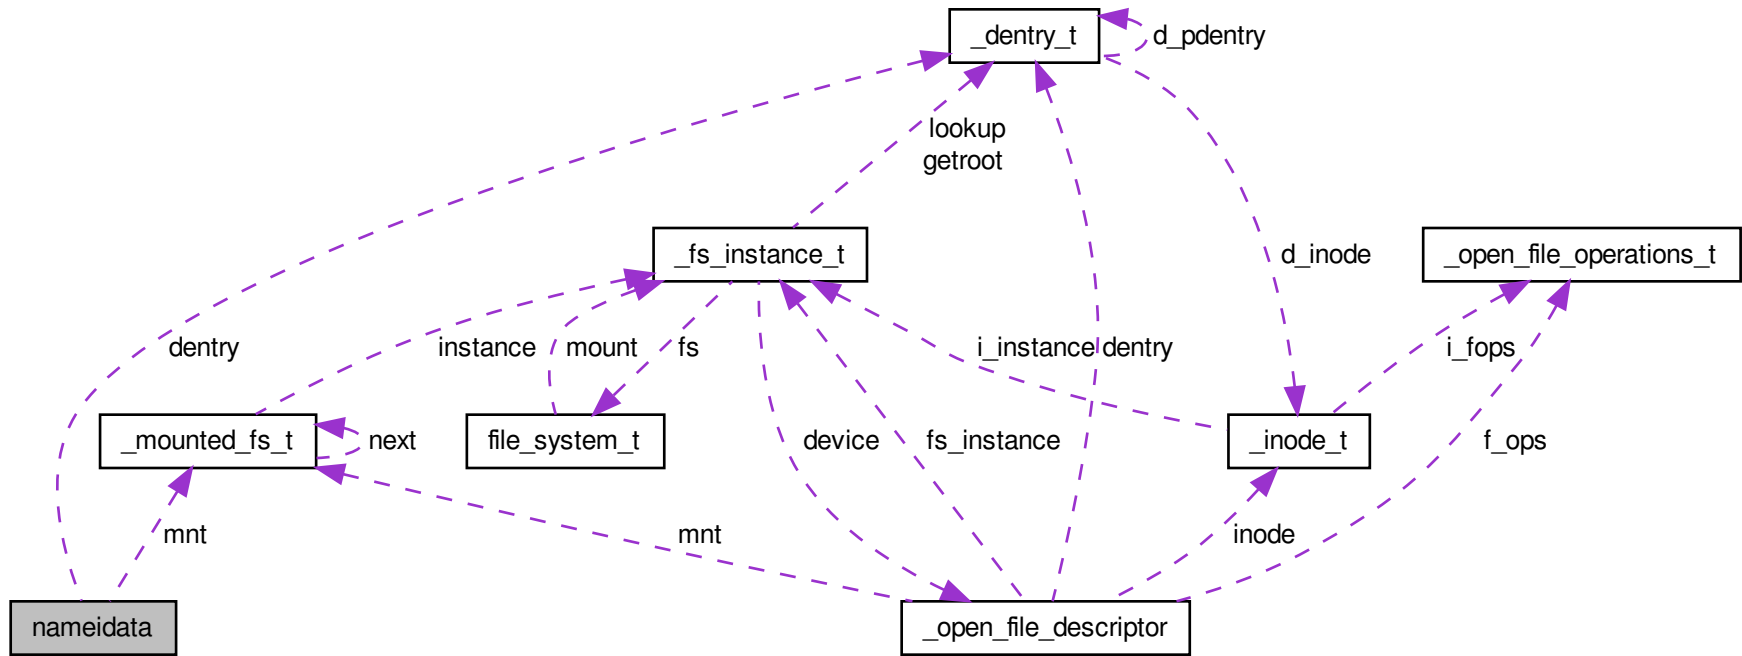 _dentry_t
d_pdentry
lookup
getroot
_fs_instance_t
d_inode
_open_file_operations_t
dentry
instance
mount
fs
i_instance
dentry
i_fops
_mounted_fs_t
next
file_system_t
device
fs_instance
_inode_t
f_ops
mnt
mnt
inode
nameidata
_open_file_descriptor